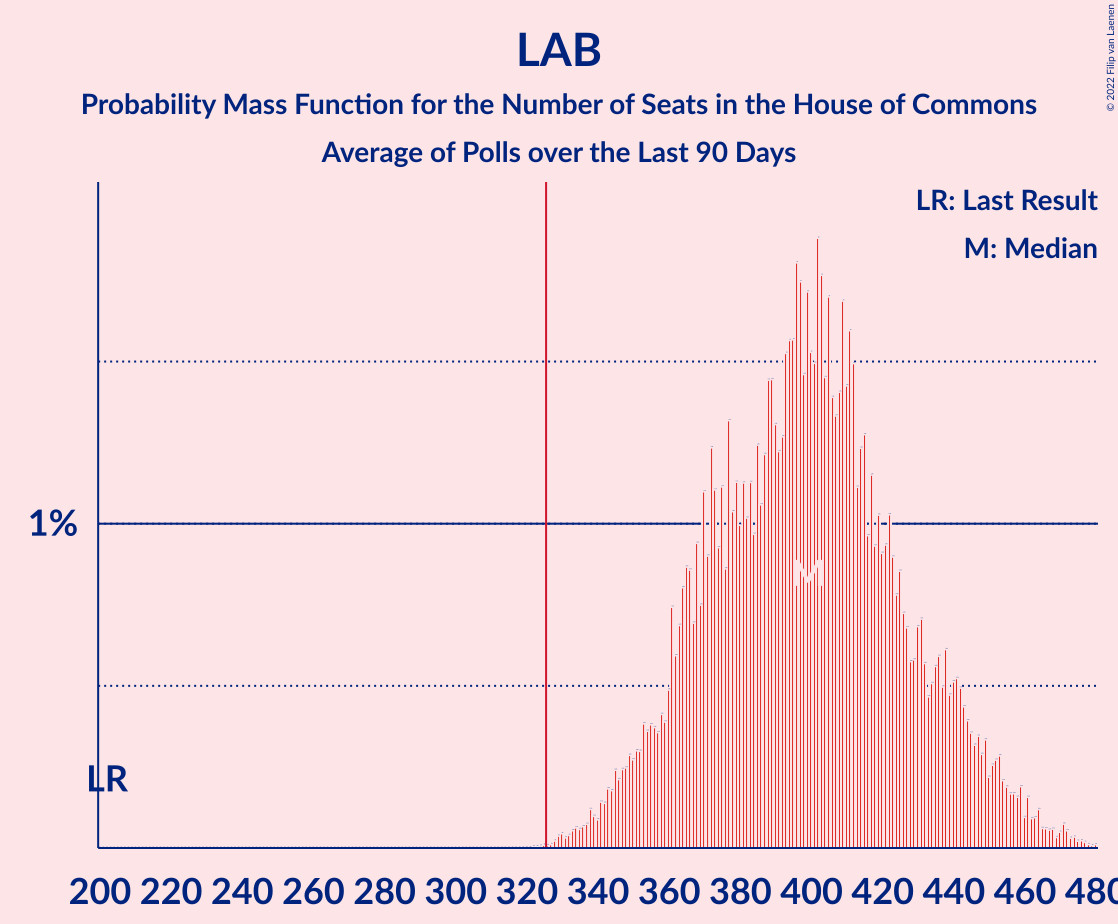 LAB
Probability Mass Function for the Number of Seats in the House of Commons
Average of Polls over the Last 90 Days
© 2022 Filip van Laenen
LR: Last Result
M: Median
1%
M
LR
200 220 240 260 280 300 320 340 360 380 400 420 440 460 480